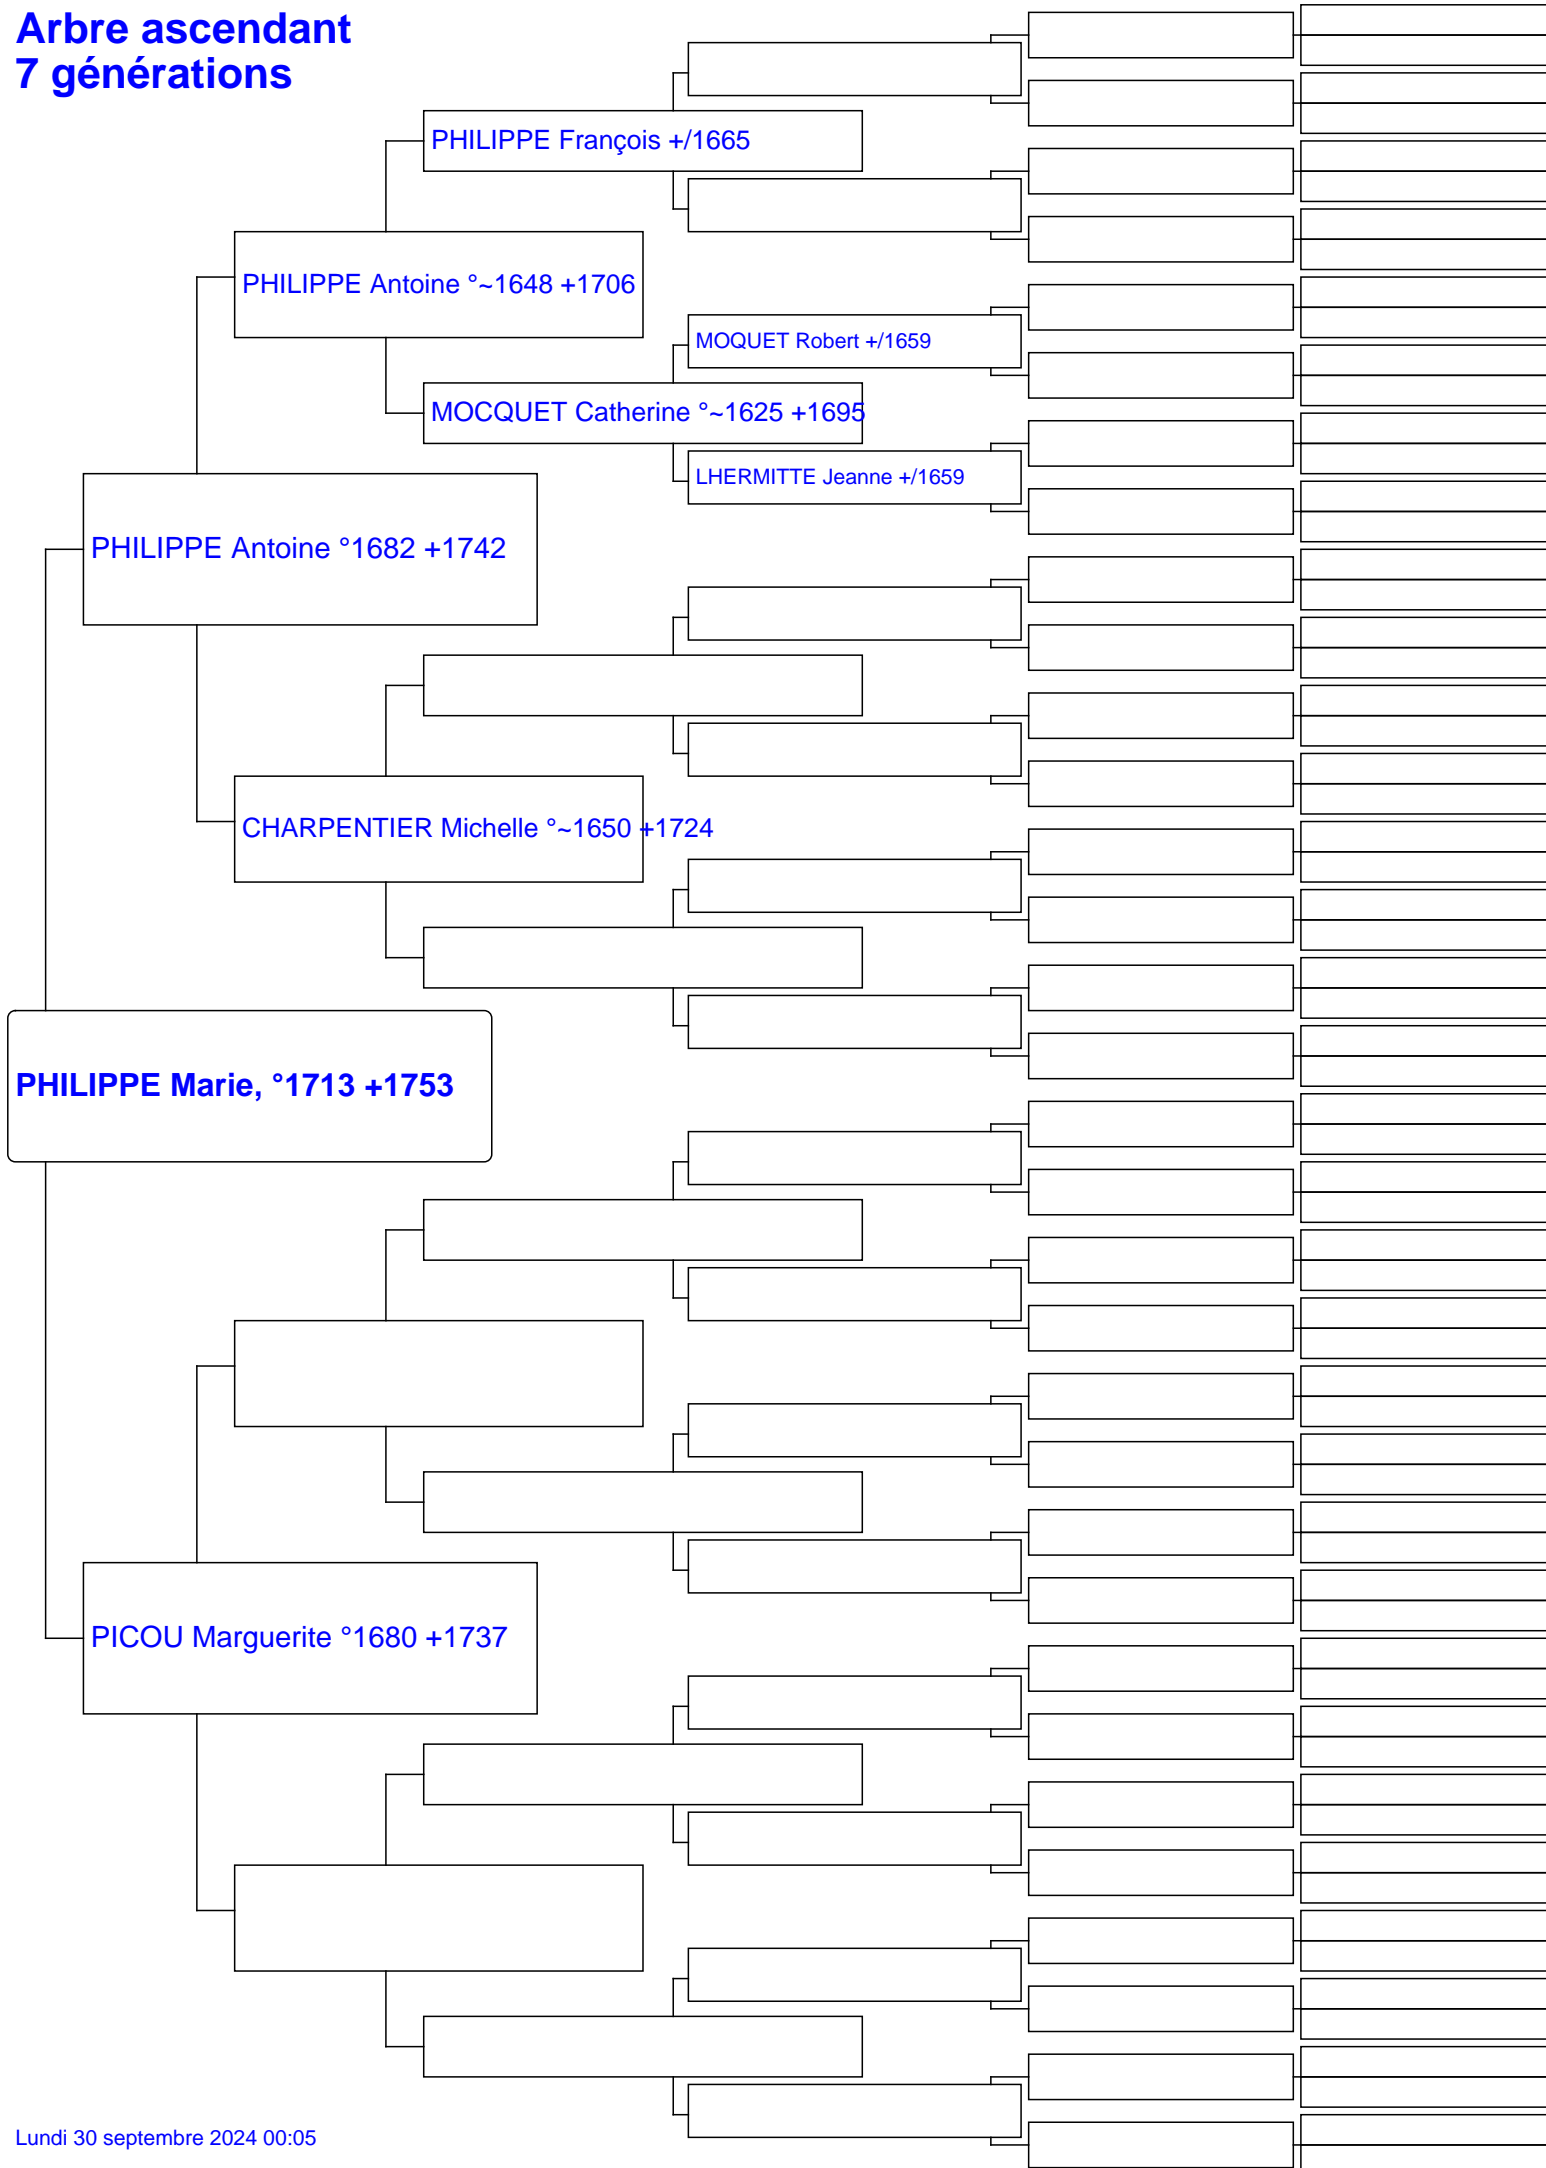 Arbre ascendant
7 générations
PHILIPPE François +/1665
PHILIPPE Antoine °~1648 +1706
MOQUET Robert +/1659
MOCQUET Catherine °~1625 +1695
LHERMITTE Jeanne +/1659
PHILIPPE Antoine °1682 +1742
CHARPENTIER Michelle °~1650 +1724
PHILIPPE Marie, °1713 +1753
PICOU Marguerite °1680 +1737
Lundi 30 septembre 2024 00:05